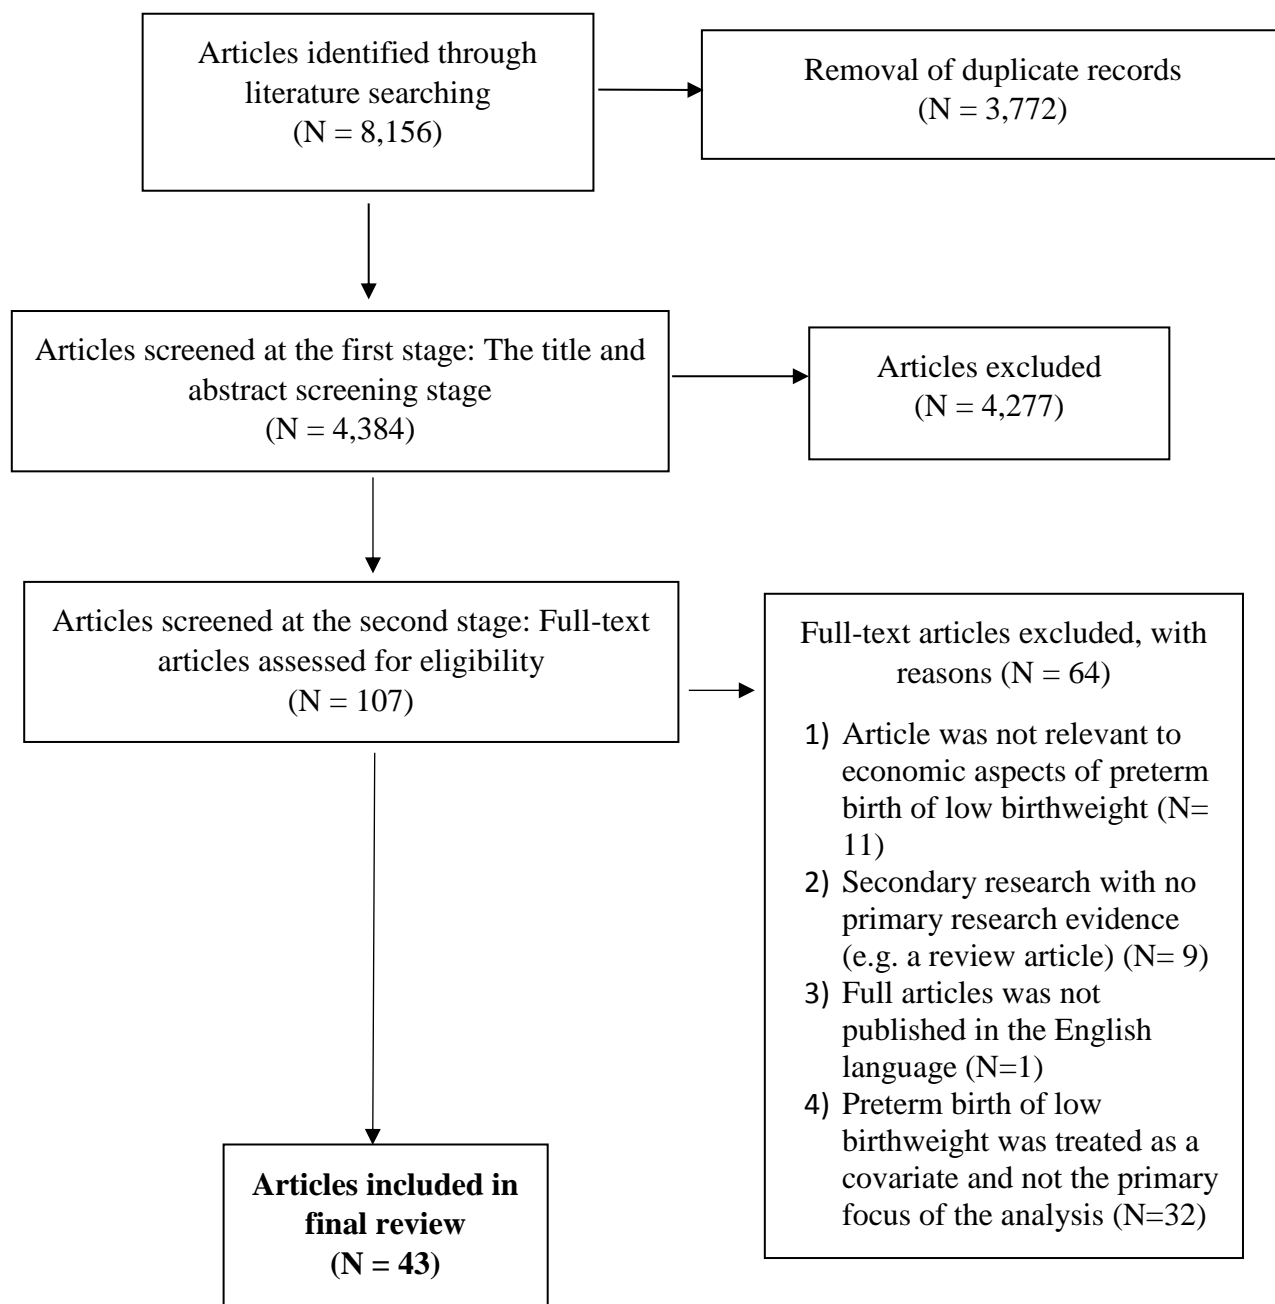 Articles identified through
literature searching
(N = 8,156)
Removal of duplicate records
(N = 3,772)
Articles screened at the first stage: The title and
abstract screening stage
(N = 4,384)
Articles excluded
(N = 4,277)
Articles screened at the second stage: Full-text
articles assessed for eligibility
(N = 107)
Full-text articles excluded, with
reasons (N = 64)
1) Article was not relevant to
economic aspects of preterm
birth of low birthweight (N=
11)
2) Secondary research with no
primary research evidence
(e.g. a review article) (N= 9)
3) Full articles was not
published in the English
language (N=1)
4) Preterm birth of low
birthweight was treated as a
covariate and not the primary
focus of the analysis (N=32)
Articles included in
final review
(N = 43)